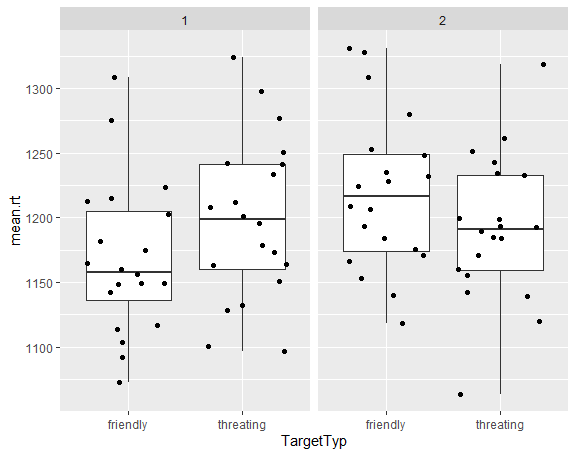 1 2
mean.rt
1300
1250
1200
1150
1100
friendly threating friendly threating
TargetTyp